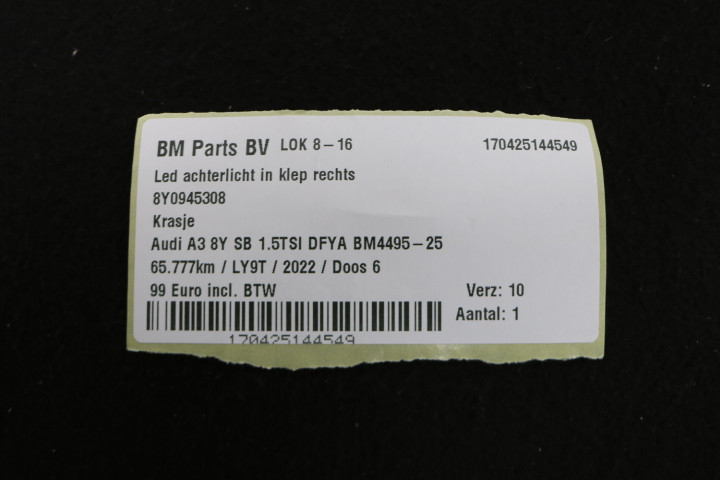 BM Parts BV LOK 8-16 170425144549
Led achterlicht in klep rechts
8Y0945308
Krasje
Audi A3 8Y SB 1.5TSI DFYA BM4495-25
65.777km / LY9T / 2022 / Doos 6
99 Euro incl. BTW Verz: 10
Aantal: 1
170425144549